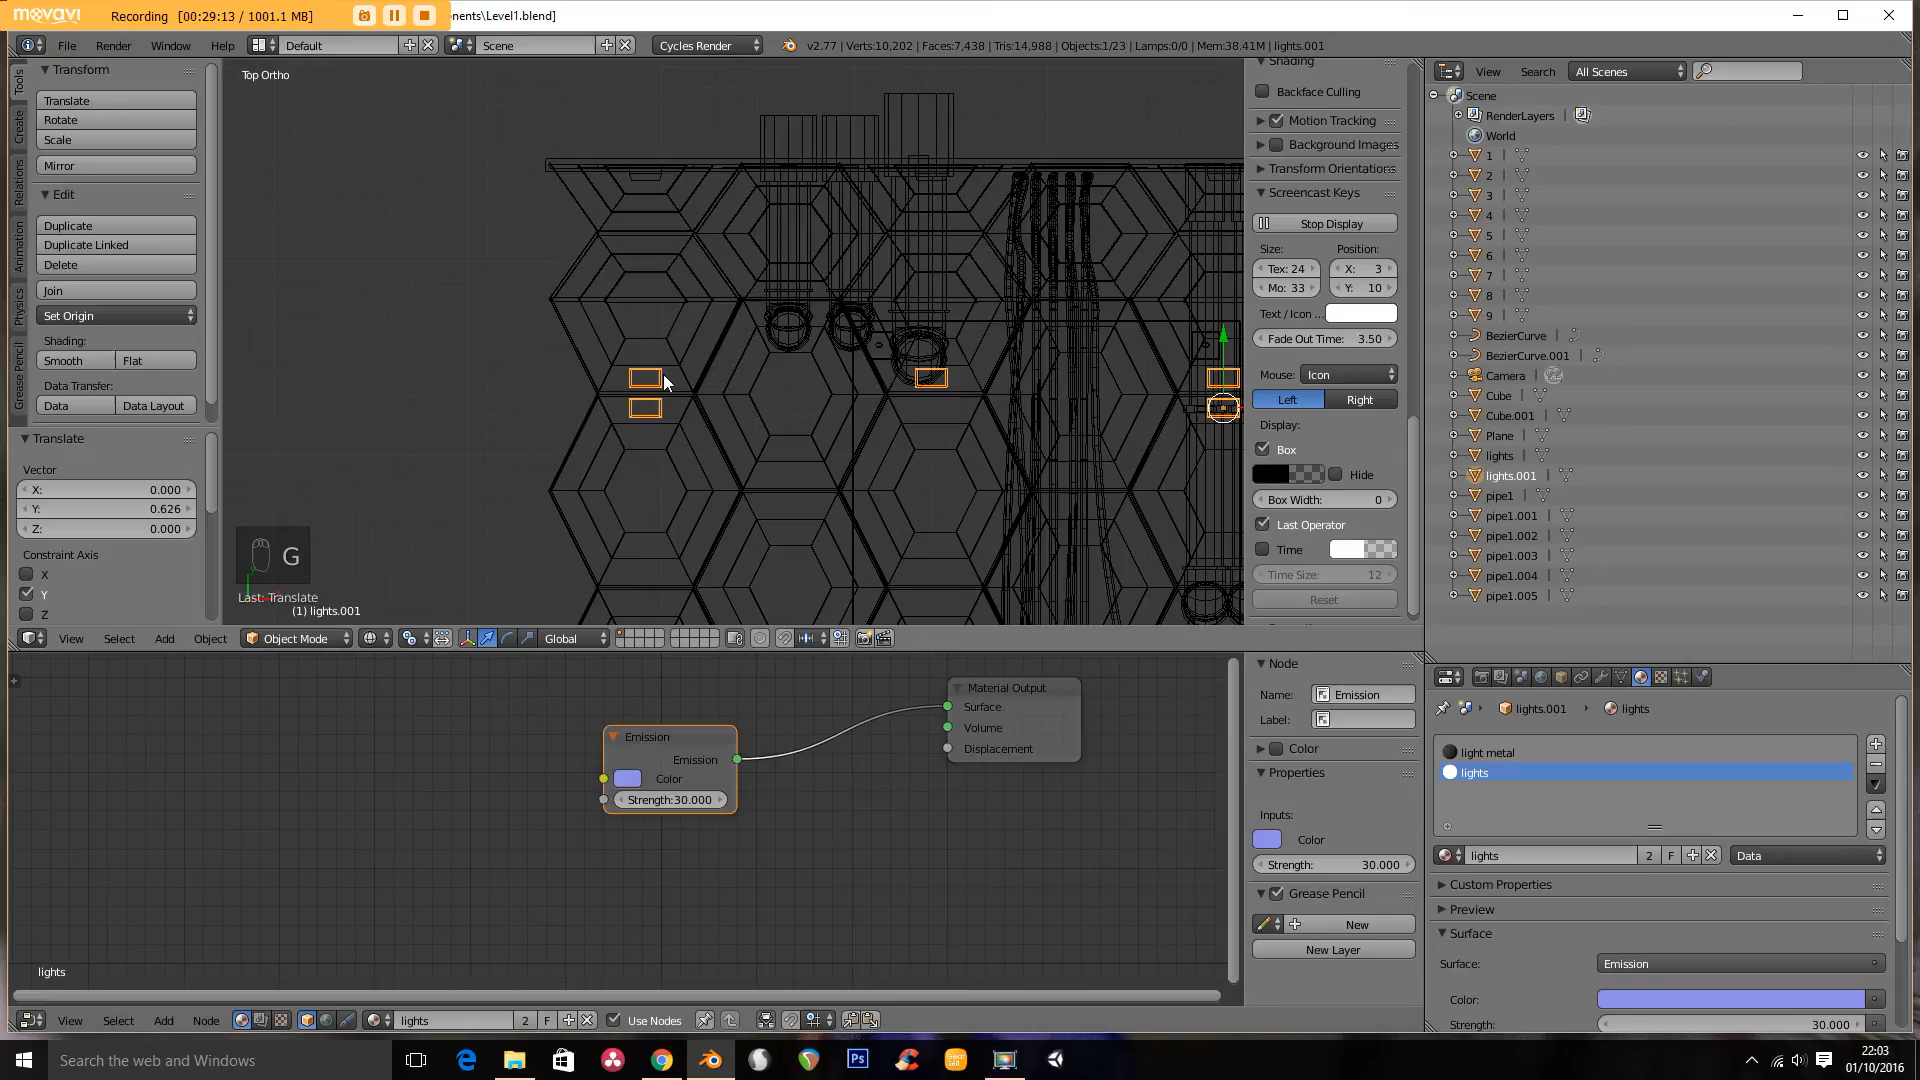 movavi Recording [00:29:13 / 1001.1 MB] nents\Level1.blend]
File Render Window Help Default Scene Cycles Render v2.77 | Verts:10,202 | Faces:7,438 | Tris:14,988 | Objects:1/23 | Lamps:0/0 | Mem:38.41M | lights.001
Tools
Create
Relations
Animation
Physics
Grease Pencil
Transform
Translate
Rotate
Scale
Mirror
Edit
Duplicate
Duplicate Linked
Delete
Join
Set Origin
Shading:
Smooth Flat
Data Transfer:
Data Data Layout
Translate
Vector
X: 0.000
Y: 0.626
Z: 0.000
Constraint Axis
X
Y
Z
Top Ortho
G
Last: Translate
(1) lights.001
View Select Add Object Object Mode Global
Shading
Backface Culling
Motion Tracking
Background Images
Transform Orientations
Screencast Keys
Stop Display
Size: Position:
Tex: 24 X: 3
Mo: 33 Y: 10
Text / Icon ...
Fade Out Time: 3.50
Mouse: Icon
Left Right
Display:
Box
Hide
Box Width: 0
Last Operator
Time
Time Size: 12
Reset
View Search All Scenes
Scene
RenderLayers |
World
1
2
3
4
5
6
7
8
9
BezierCurve
BezierCurve.001
Camera
Cube
Cube.001
Plane
lights
lights.001
pipe1
pipe1.001
pipe1.002
pipe1.003
pipe1.004
pipe1.005
Emission
Emission
Color
Strength:30.000
Material Output
Surface
Volume
Displacement
lights
View Select Add Node lights 2 F Use Nodes
Node
Name: Emission
Label:
Color
Properties
Inputs:
Color
Strength: 30.000
Grease Pencil
New
New Layer
lights.001 lights
light metal
lights
lights 2 F Data
Custom Properties
Preview
Surface
Surface: Emission
Color:
Strength: 30.000
Search the web and Windows
Ps
22:03
01/10/2016